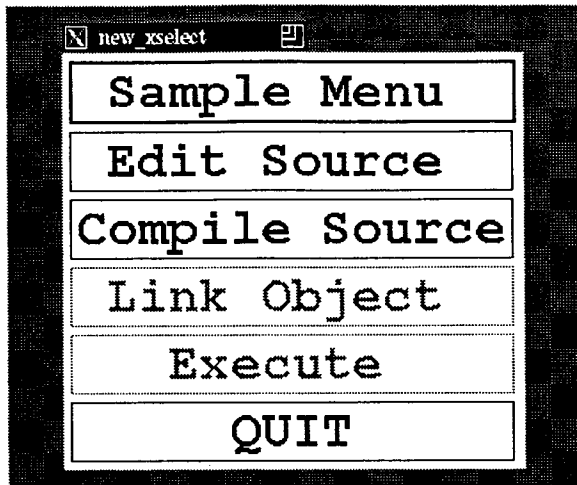 new_xselect
Sample Menu
Edit Source
Compile Source
Link Object
Execute
QUIT